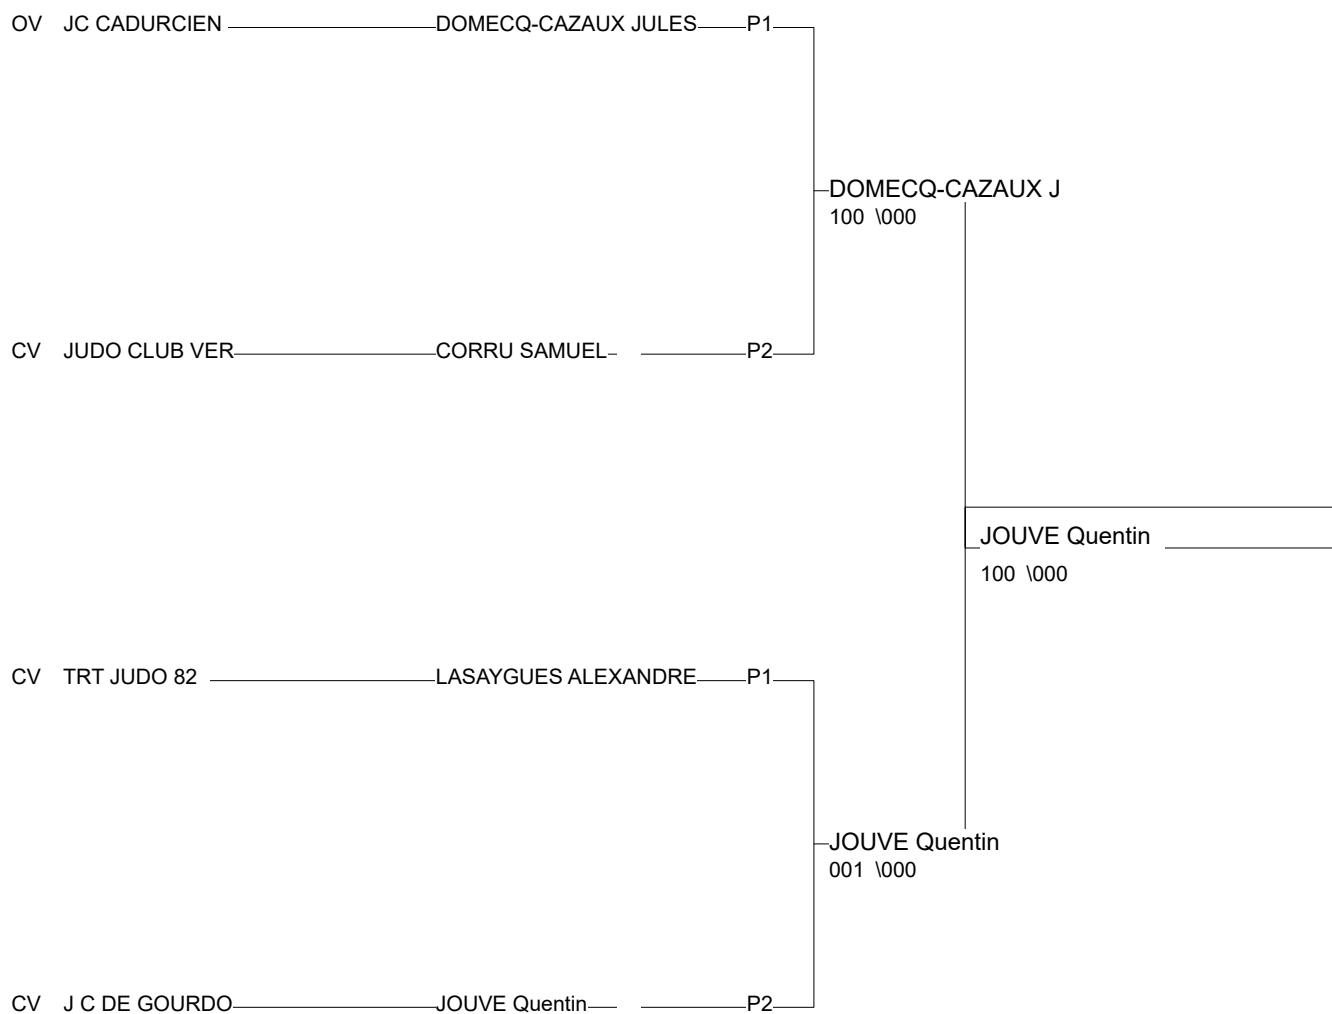 OV JC CADURCIEN DOMECQ-CAZAUX JULES P1
DOMECQ-CAZAUX J
100 \000
CV JUDO CLUB VER CORRU SAMUEL P2
JOUVE Quentin
100 \000
CV TRT JUDO 82 LASAYGUES ALEXANDRE P1
JOUVE Quentin
001 \000
CV J C DE GOURDO JOUVE Quentin P2